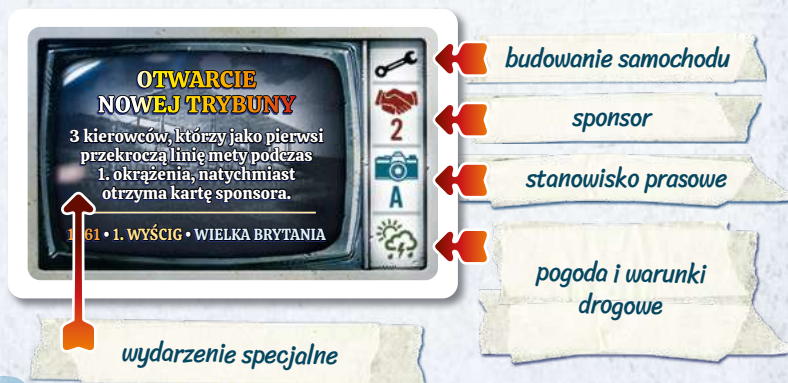 OTWARCIE
NOWEJ TRYBUNY
3 kierowców, którzy jako pierwsi
przekroczą linię mety podczas
1. okrążenia, natychmiast
otrzyma kartę sponsora.
61 • 1. WYŚCIG • WIELKA BRYTANIA
2
A
budowanie samochodu
sponsor
stanowisko prasowe
pogoda i warunki
drogowe
wydarzenie specjalne